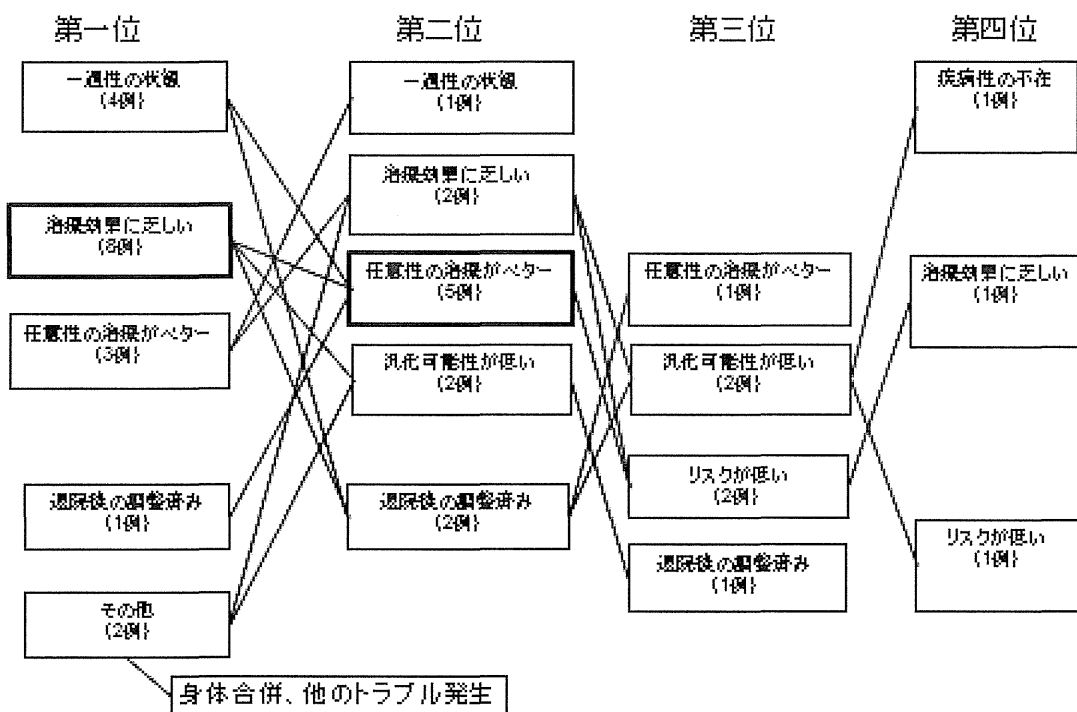 第一位
第二位
第三位
第四位
一過性の状態
(4例)
治療効果に乏しい
(8例)
任意性の治療がベター
(3例)
退院後の調整済み
(1例)
その他
(2例)
身体合併、他のトラブル発生
一過性の状態
(1例)
治療効果に乏しい
(2例)
任意性の治療がベター
(5例)
汎化可能性が低い
(2例)
退院後の調整済み
(2例)
任意性の治療がベター
(1例)
汎化可能性が低い
(2例)
リスクが低い
(2例)
退院後の調整済み
(1例)
疾病性の不在
(1例)
治療効果に乏しい
(1例)
リスクが低い
(1例)